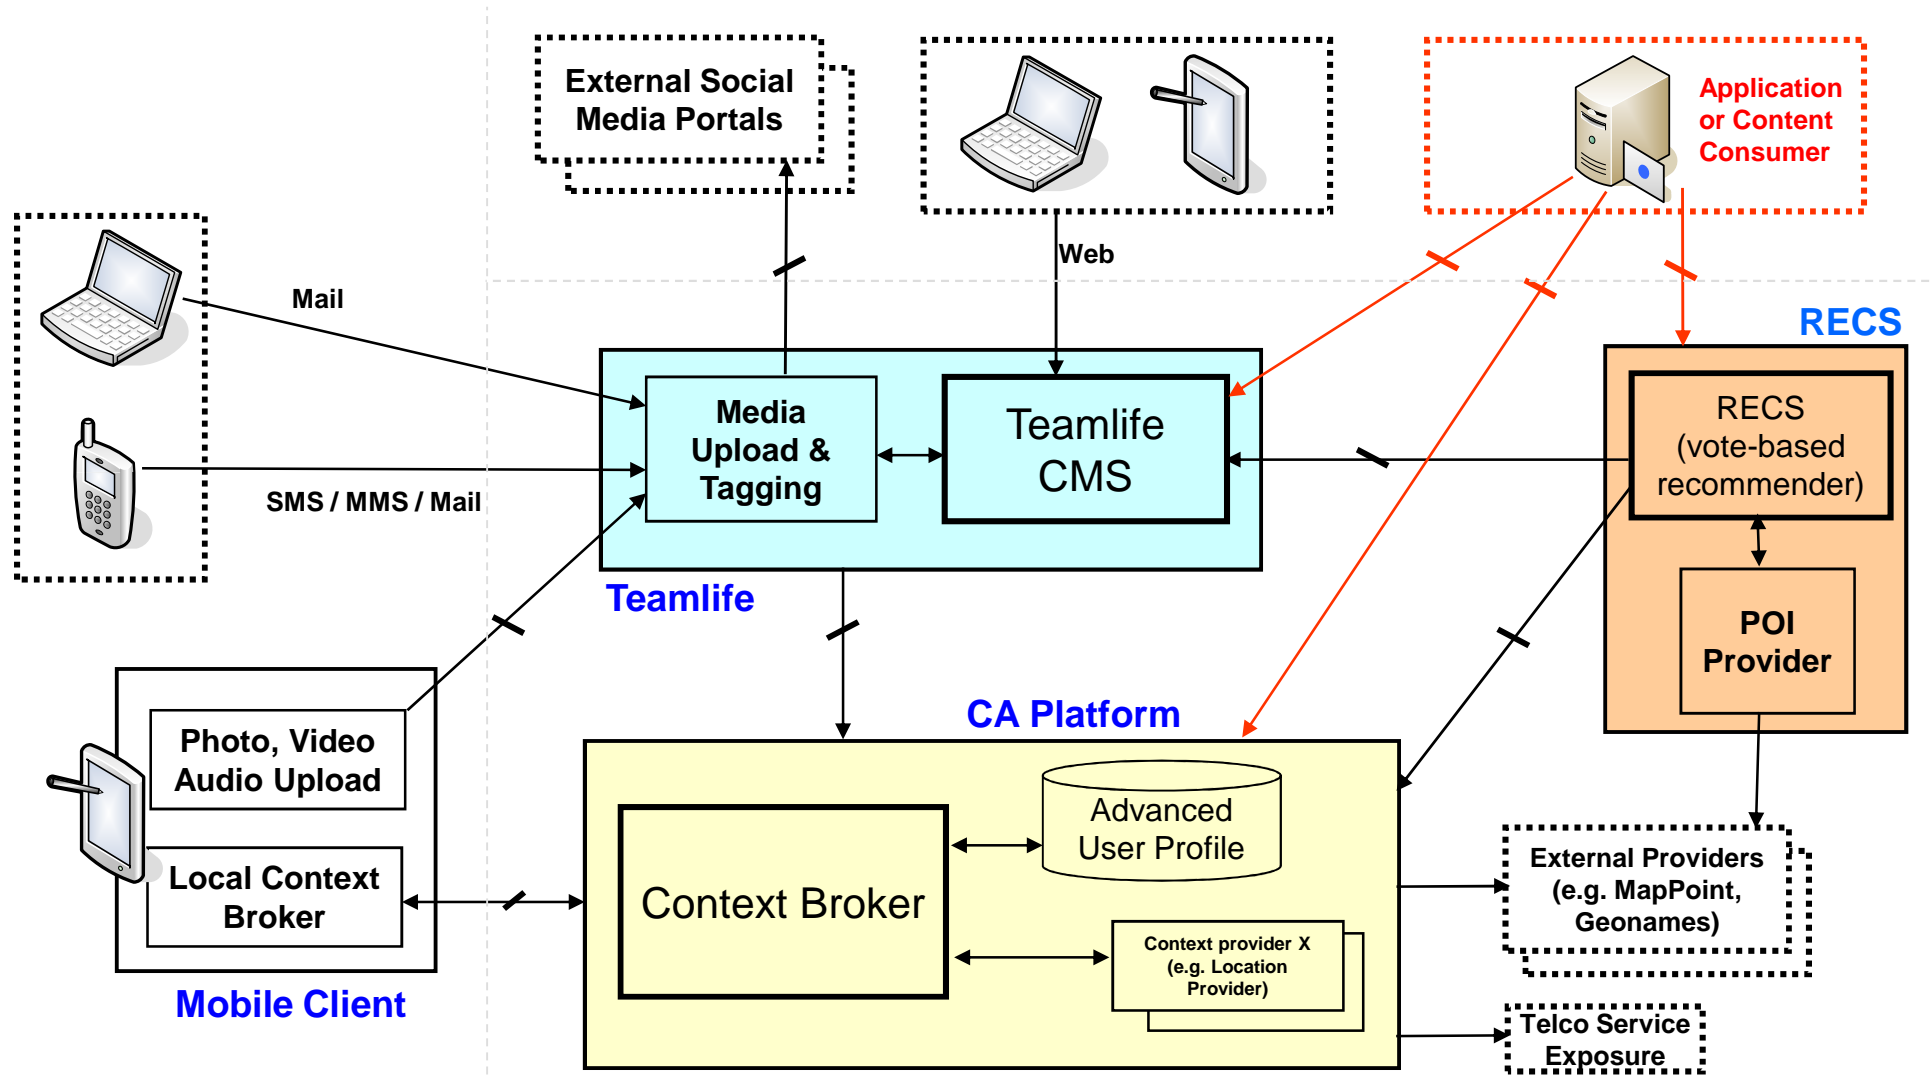 External Social
Media Portals
Application
or Content
Consumer
Web
Mail
SMS / MMS / Mail
RECS
Media
Upload &
Tagging
Teamlife
CMS
RECS
(vote-based
recommender)
Teamlife
POI
Provider
CA Platform
Photo, Video
Audio Upload
Local Context
Broker
Mobile Client
Context Broker
Advanced
User Profile
Context provider X
(e.g. Location
Provider)
External Providers
(e.g. MapPoint,
Geonames)
Telco Service
Exposure